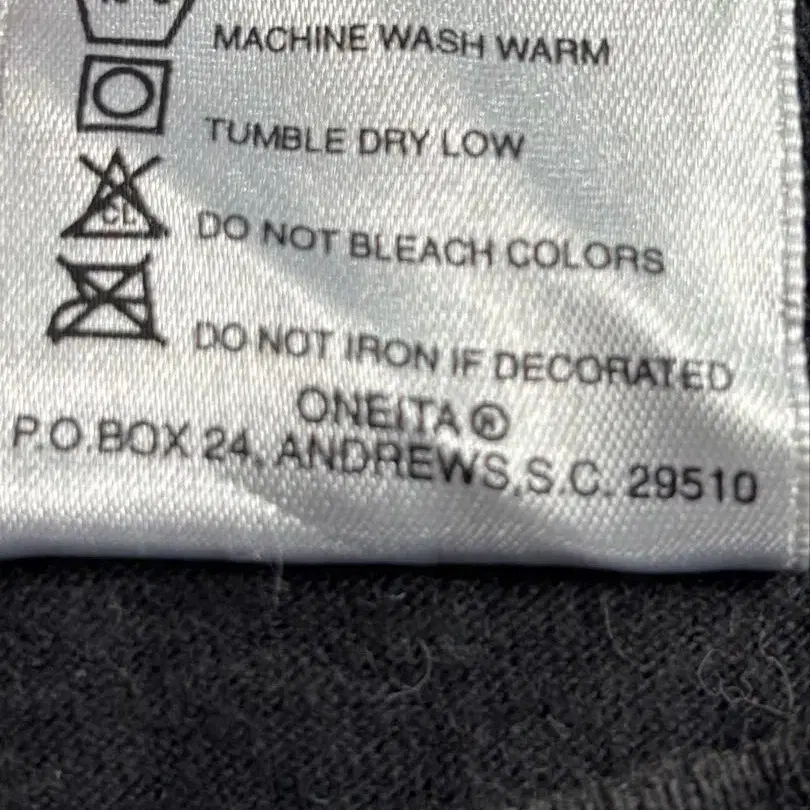 MACHINE WASH WARM
TUMBLE DRY LOW
CL
DO NOT BLEACH COLORS
DO NOT IRON IF DECORATED
ONEITA ®
P.O.BOX 24, ANDREWS,S.C. 29510